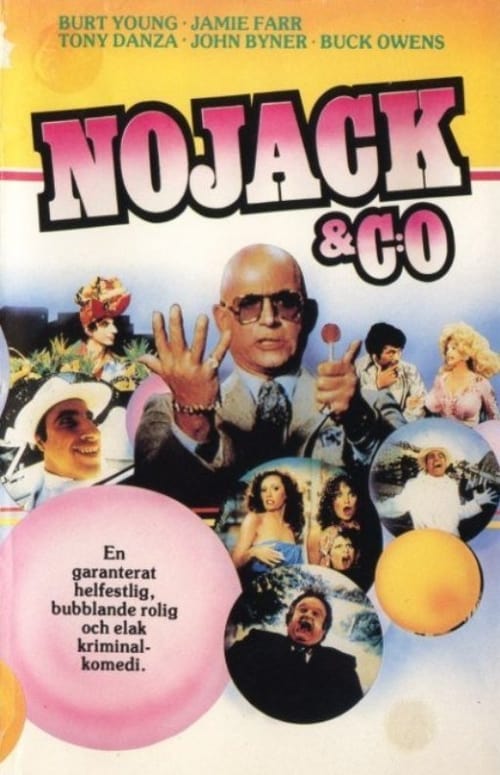 BURT YOUNG · JAMIE FARR
TONY DANZA · JOHN BYNER · BUCK OWENS
NOJACK
& C:O
En
garanterat
helfestlig,
bubblande rolig
och elak
kriminal-
komedi.